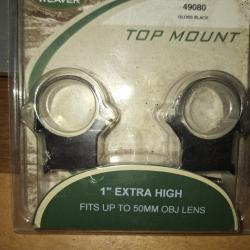 WEAVER
49080
GLOSS BLACK
TOP MOUNT
1" EXTRA HIGH
FITS UP TO 50MM OBJ LENS